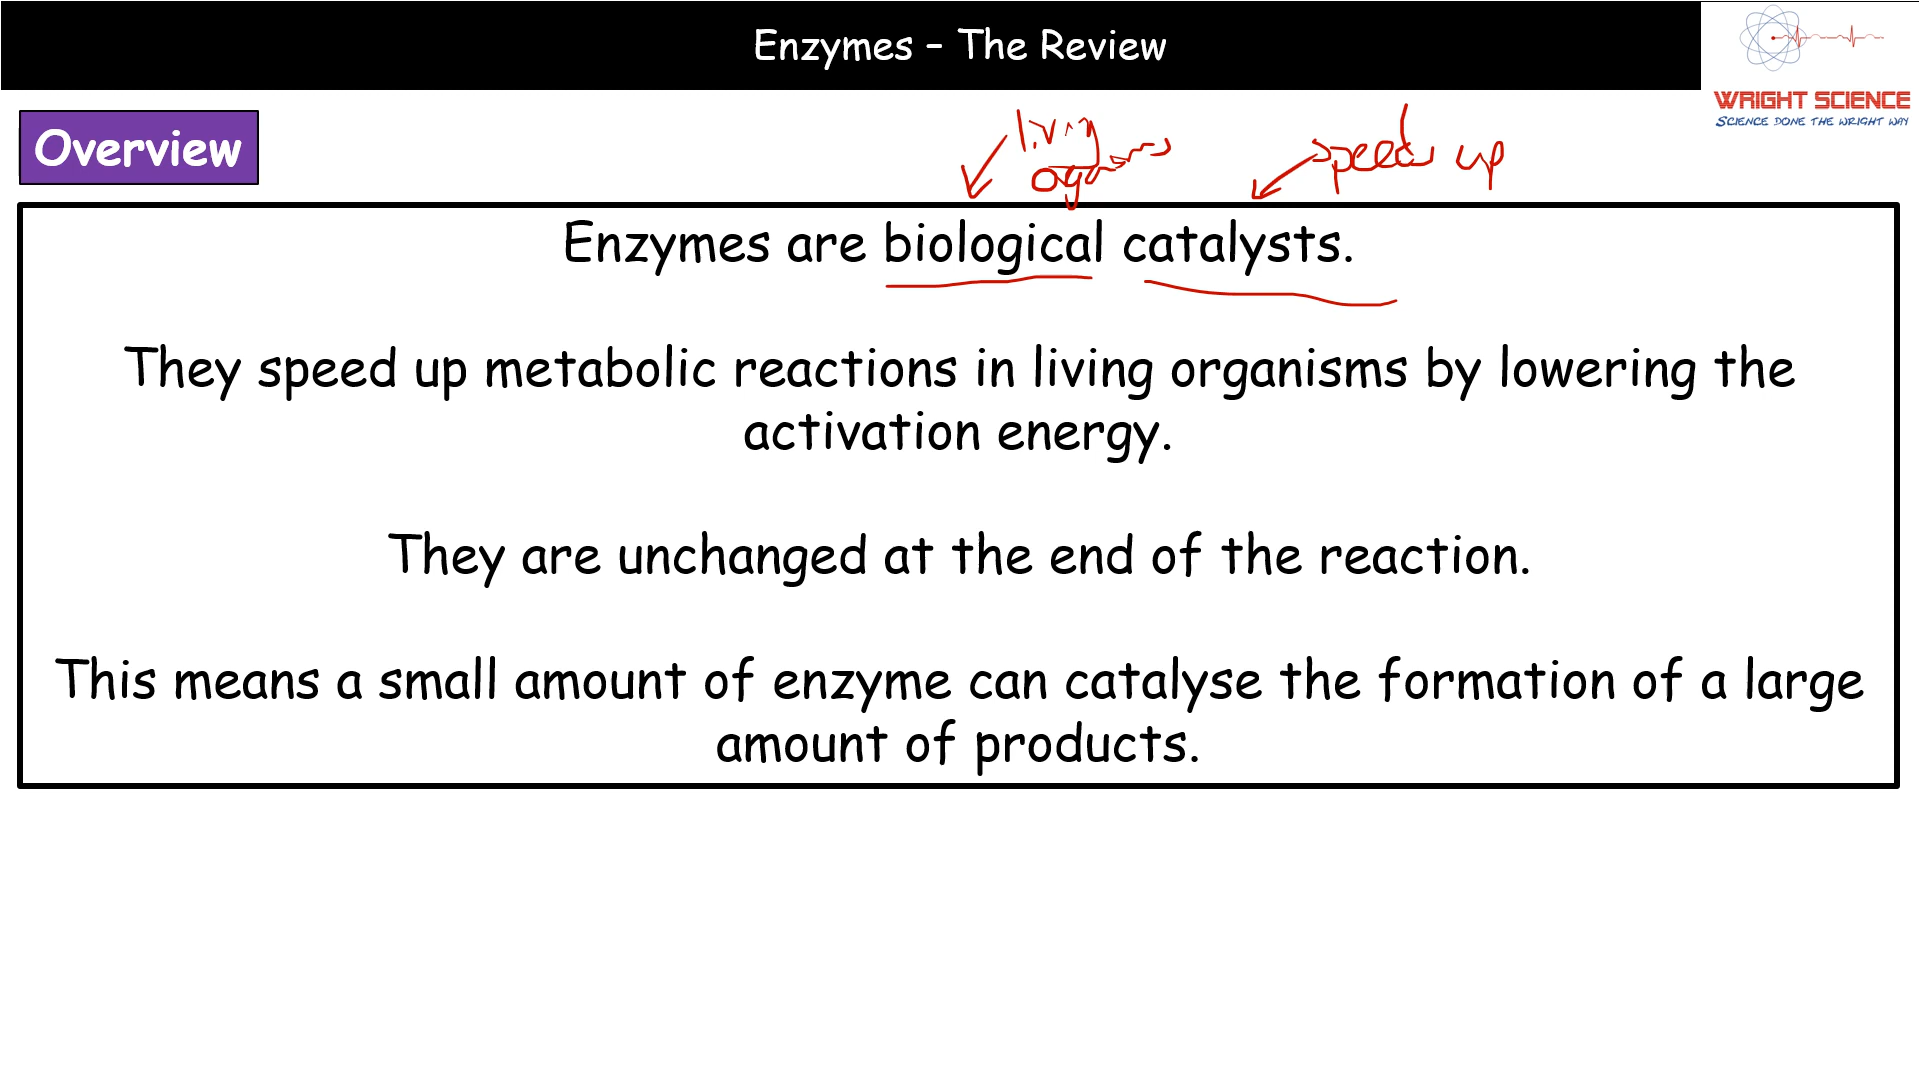 Enzymes – The Review
WRIGHT SCIENCE
SCIENCE DONE THE WRIGHT WAY
Overview
living
speeds up
Enzymes are biological catalysts.
They speed up metabolic reactions in living organisms by lowering the
activation energy.
They are unchanged at the end of the reaction.
This means a small amount of enzyme can catalyse the formation of a large
amount of products.